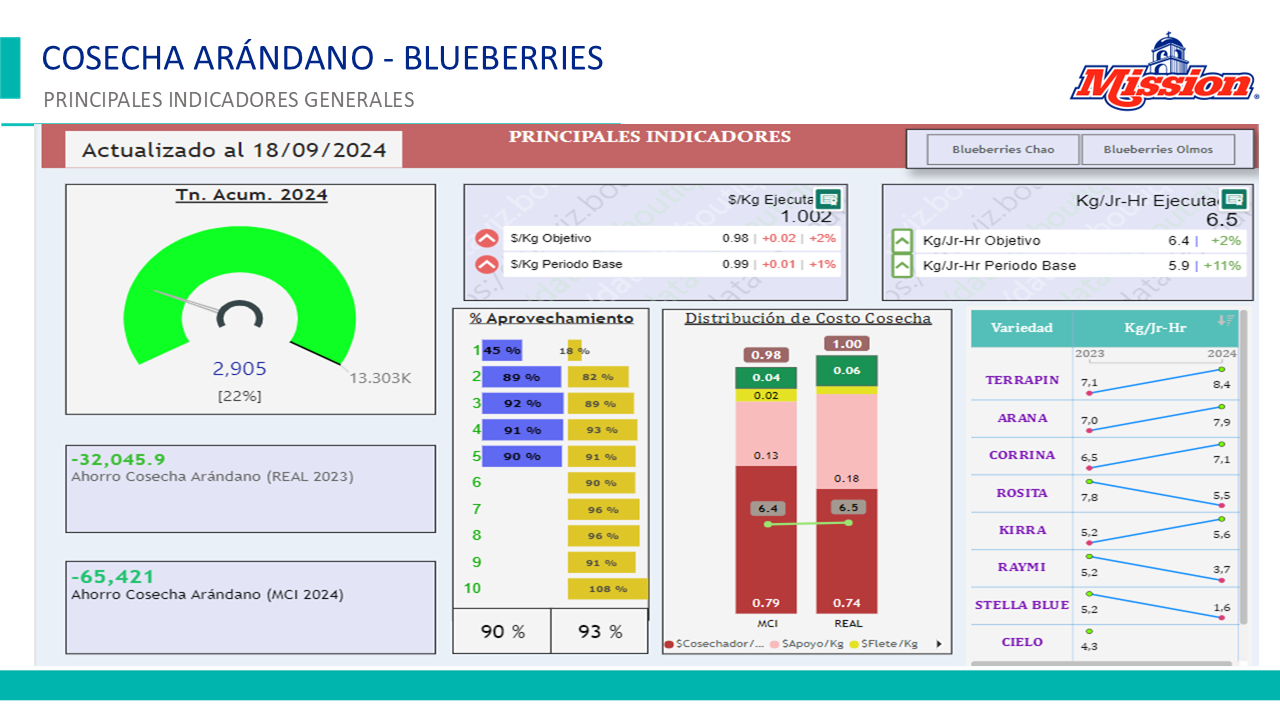 COSECHA ARÁNDANO - BLUEBERRIES
PRINCIPALES INDICADORES GENERALES
Mission
PRINCIPALES INDICADORES
Actualizado al 18/09/2024
Blueberries Chao
Blueberries Olmos
Tn. Acum. 2024
2,905
[22%]
13.303K
-32,045.9
Ahorro Cosecha Arándano (REAL 2023)
-65,421
Ahorro Cosecha Arándano (MCI 2024)
$/Kg Ejecuta
1.002
$/Kg Objetivo 0.98 | +0.02 | +2%
$/Kg Periodo Base 0.99 | +0.01 | +1%
Kg/Jr-Hr Ejecutac
6.5
Kg/Jr-Hr Objetivo 6.4 | +2%
Kg/Jr-Hr Periodo Base 5.9 | +11%
% Aprovechamiento
1 45 % 18 %
2 89 % 82 %
3 92 % 89 %
4 91 % 93 %
5 90 % 91 %
6 90 %
7 96 %
8 96 %
9 91 %
10 108 %
90 % 93 %
Distribución de Costo Cosecha
0.98 1.00
0.04 0.06
0.02
0.13 0.18
6.4 6.5
0.79 0.74
MCI REAL
$Cosechador/... $Apoyo/Kg $Flete/Kg
Variedad Kg/Jr-Hr
2023 2024
TERRAPIN 7,1 8,4
ARANA 7,0 7,9
CORRINA 6,5 7,1
ROSITA 7,8 5,5
KIRRA 5,2 5,6
RAYMI 5,2 3,7
STELLA BLUE 5,2 1,6
CIELO 4,3